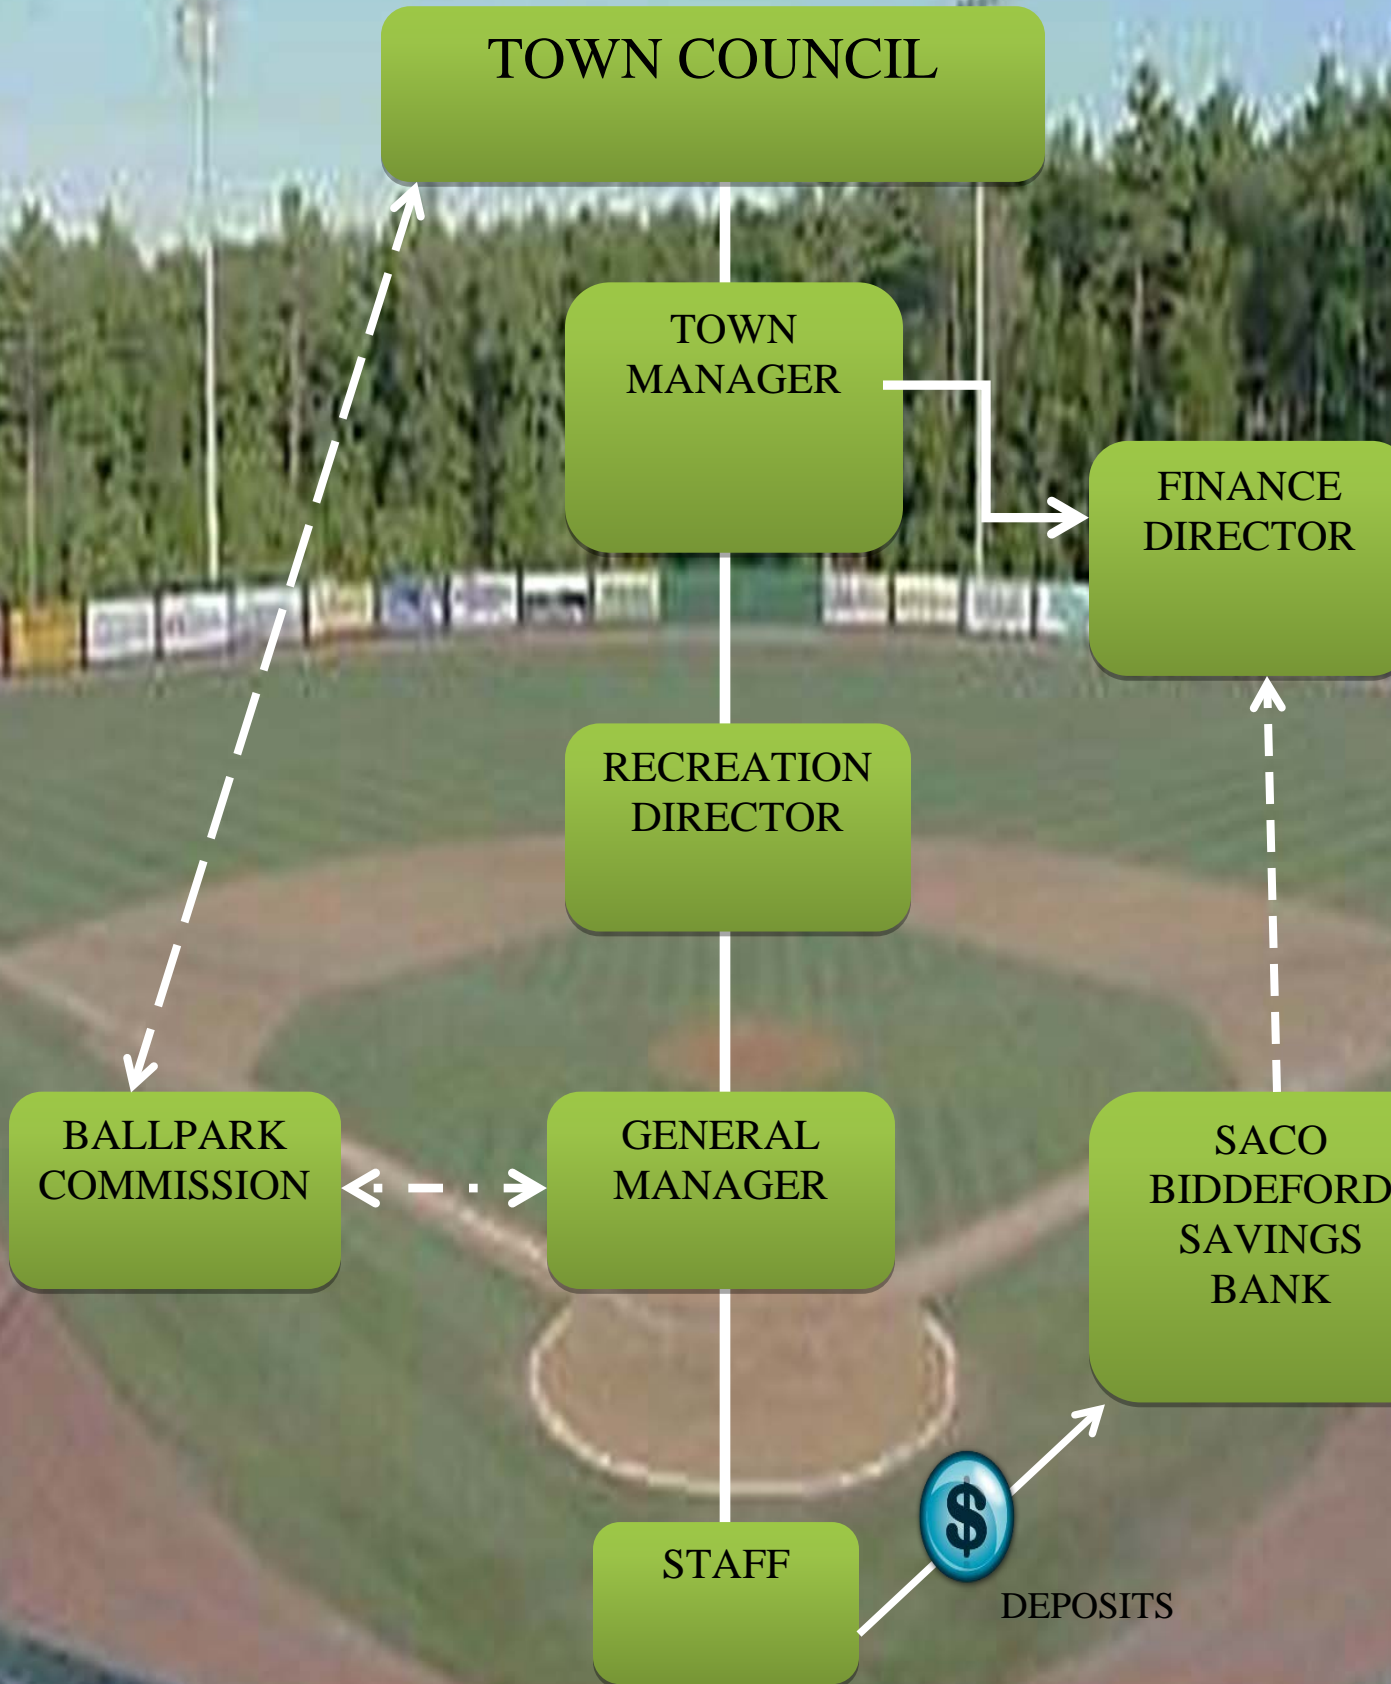 TOWN COUNCIL
TOWN
MANAGER
FINANCE
DIRECTOR
RECREATION
DIRECTOR
BALLPARK
COMMISSION
GENERAL
MANAGER
SACO
BIDDEFORD
SAVINGS
BANK
$
STAFF
DEPOSITS